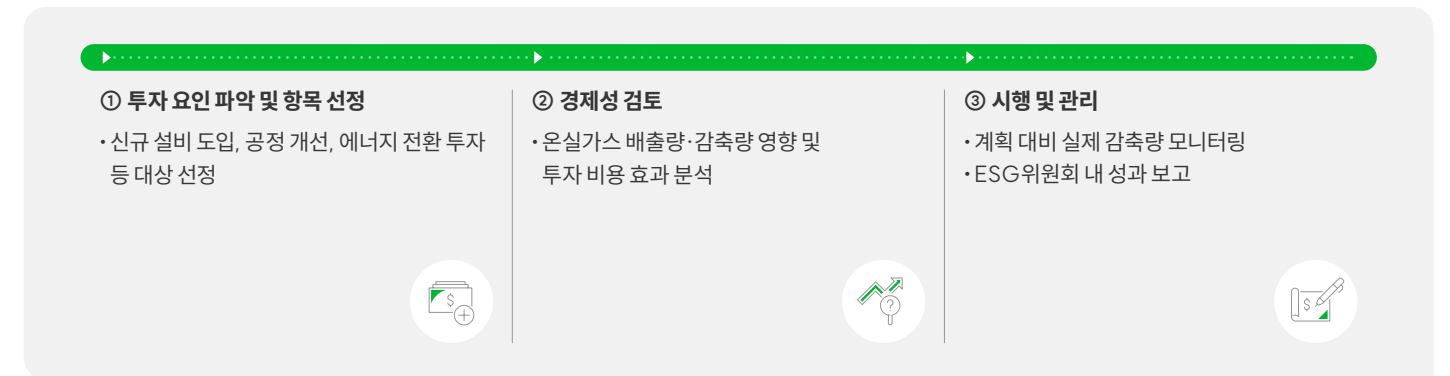 ① 투자 요인 파악 및 항목 선정
· 신규 설비 도입, 공정 개선, 에너지 전환 투자
등 대상 선정
② 경제성 검토
· 온실가스 배출량·감축량 영향 및
투자 비용 효과 분석
③ 시행 및 관리
· 계획 대비 실제 감축량 모니터링
· ESG위원회 내 성과 보고
$
?
$